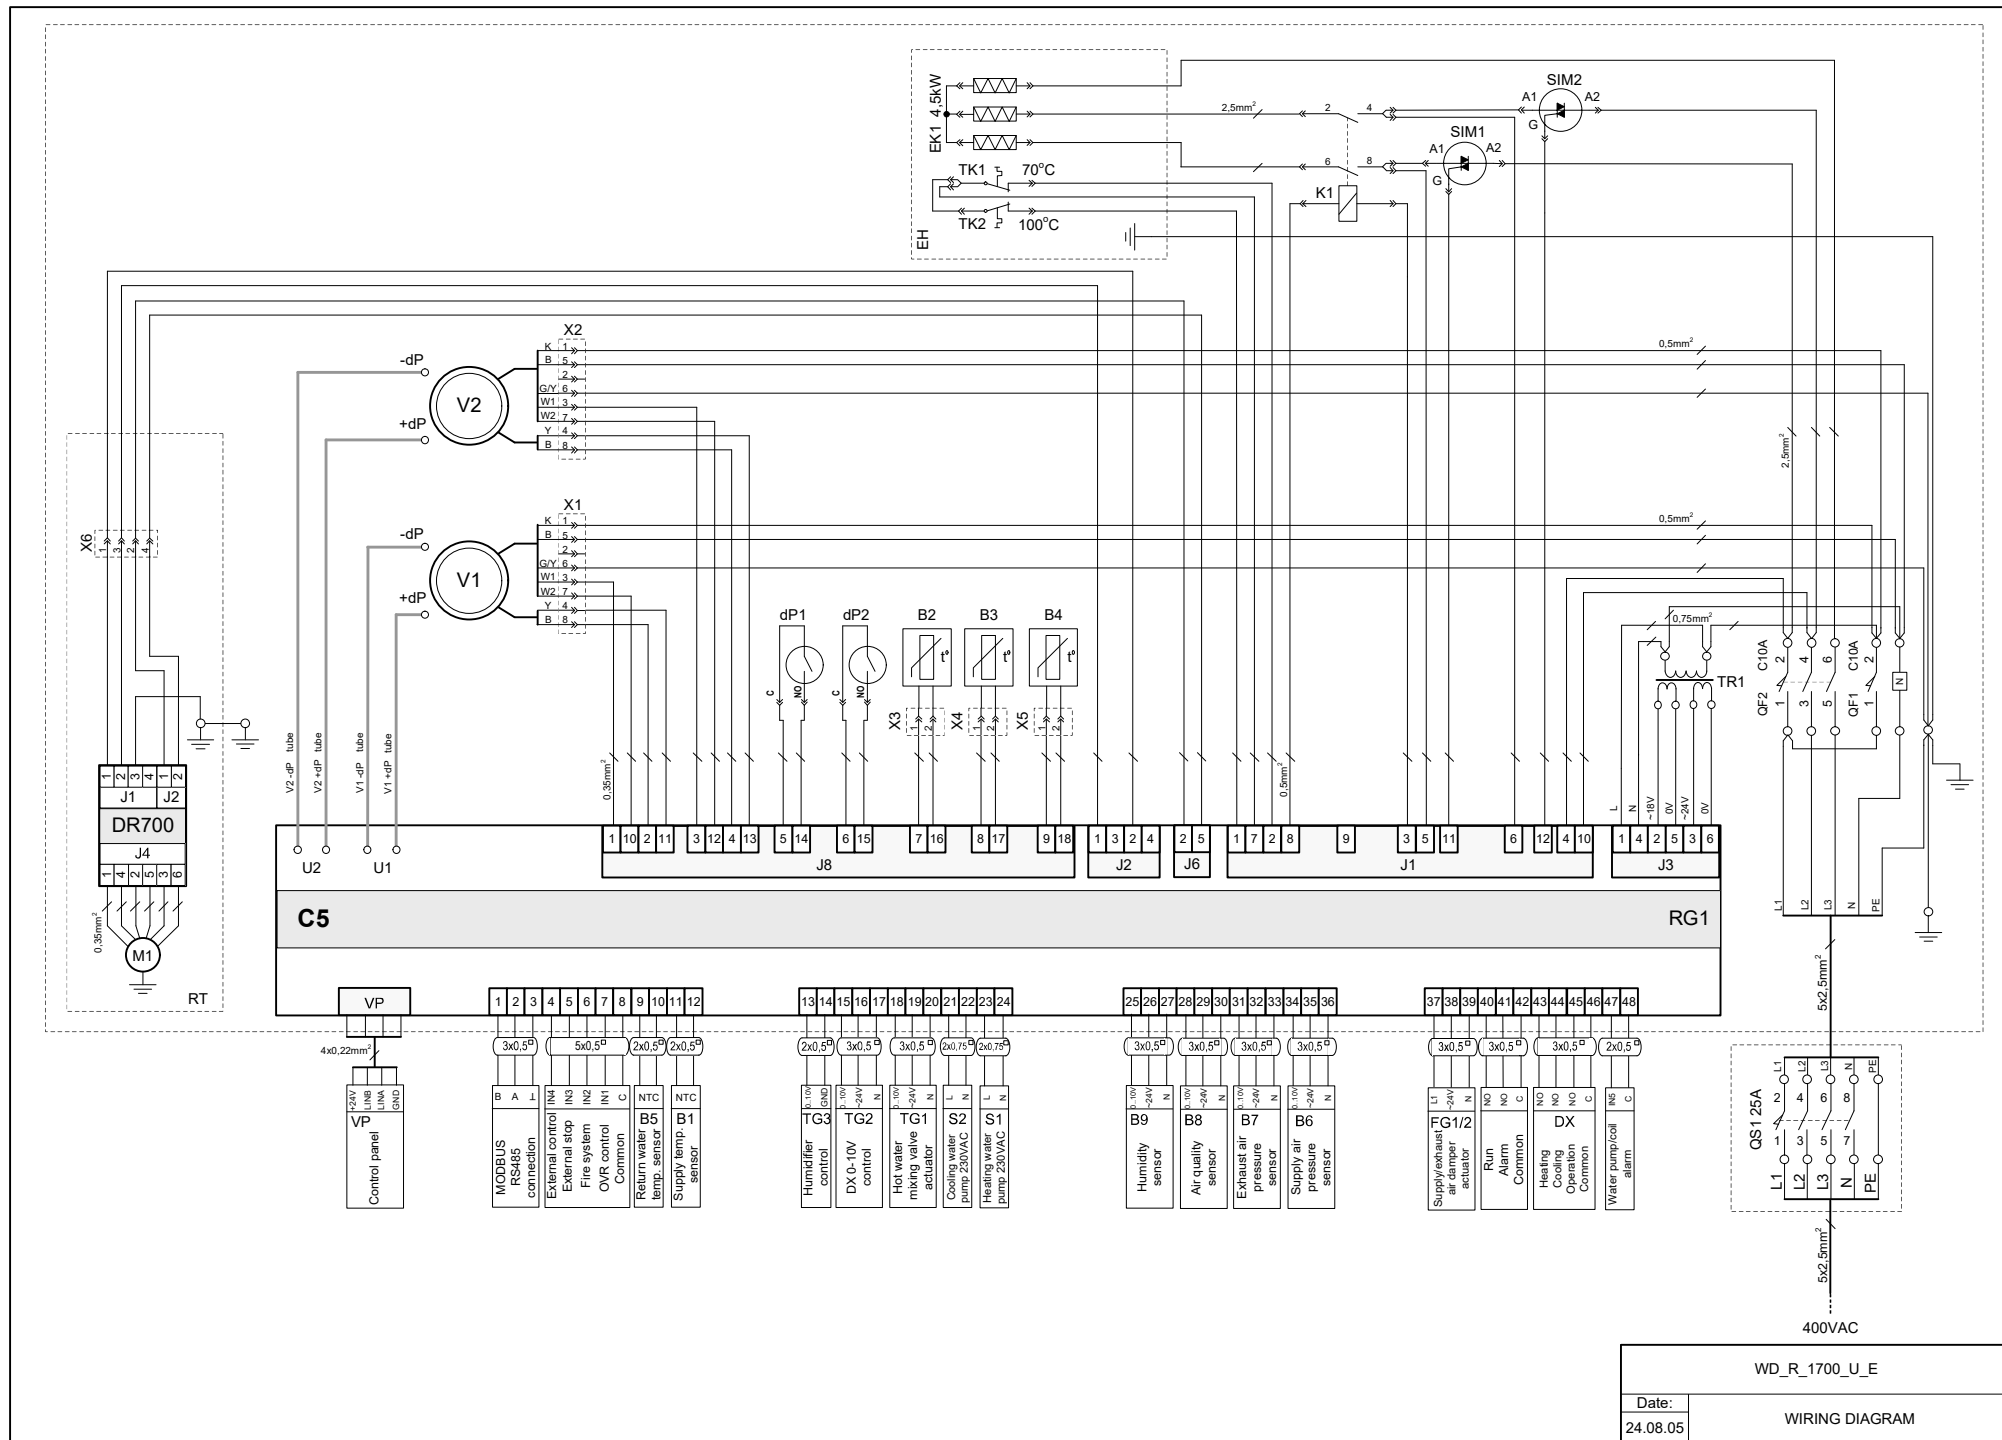 SIM2
A1 A2
G
SIM1
A1 A2
G
EK1 4,5kW
2,5mm²
2 4
6 8
K1
TK1 70°C
TK2 100°C
EH
X2
K 1
B 5
2
G/Y 6
W1 3
W2 7
Y 4
B 8
-dP
V2
+dP
0,5mm²
2,5mm²
X1
K 1
B 5
2
G/Y 6
W1 3
W2 7
Y 4
B 8
-dP
V1
+dP
0,5mm²
X6
1 3 2 4
dP1 dP2 B2 B3 B4
C NO C NO
t° t° t°
X3 1 2
X4 1 2
X5 1 2
0,75mm²
TR1
C10A C10A
2 4 6 2
N
QF2 1 3 5
QF1 1
V2 -dP tube
V2 +dP tube
V1 -dP tube
V1 +dP tube
0,35mm²
0,5mm²
L N ~18V 0V ~24V 0V
1 2 3 4 1 2
J1 J2
DR700
J4
1 4 2 5 3 6
0,35mm²
M1
RT
U2 U1
1 10 2 11 3 12 4 13 5 14 6 15 7 16 8 17 9 18
J8
1 3 2 4
J2
2 5
J6
1 7 2 8 9 3 5 11 6 12 4 10
J1
1 4 2 5 3 6
J3
C5 RG1
L1 L2 L3 N PE
5x2,5mm²
VP
1 2 3 4 5 6 7 8 9 10 11 12
13 14 15 16 17 18 19 20 21 22 23 24
25 26 27 28 29 30 31 32 33 34 35 36
37 38 39 40 41 42 43 44 45 46 47 48
4x0,22mm²
3x0,5 5x0,5 2x0,5 2x0,5
2x0,5 3x0,5 3x0,5 2x0,75 2x0,75
3x0,5 3x0,5 3x0,5 3x0,5
3x0,5 3x0,5 3x0,5 2x0,5
+24V LINB LINA GND
VP
Control panel
B A ⊥
MODBUS
RS485
connection
IN4 IN3 IN2 IN1 C
External control
External stop
Fire system
OVR control
Common
NTC
B5
Return water
temp. sensor
NTC
B1
Supply temp.
sensor
0..10V GND
TG3
Humidifier
control
0..10V ~24V N
TG2
DX 0-10V
control
0..10V ~24V N
TG1
Hot water
mixing valve
actuator
L N
S2
Cooling water
pump 230VAC
L N
S1
Heating water
pump 230VAC
0..10V ~24V N
B9
Humidity
sensor
0..10V ~24V N
B8
Air quality
sensor
0..10V ~24V N
B7
Exhaust air
pressure
sensor
0..10V ~24V N
B6
Supply air
pressure
sensor
L1 ~24V N
FG1/2
Supply/exhaust
air damper
actuator
NO NO C
Run
Alarm
Common
NO NO NO C
DX
Heating
Cooling
Operation
Common
IN5 C
Water pump/coil
alarm
QS1 25A
L1 L2 L3 N PE
2 4 6 8
1 3 5 7
L1 L2 L3 N PE
5x2,5mm²
400VAC
WD_R_1700_U_E
Date:
24.08.05
WIRING DIAGRAM